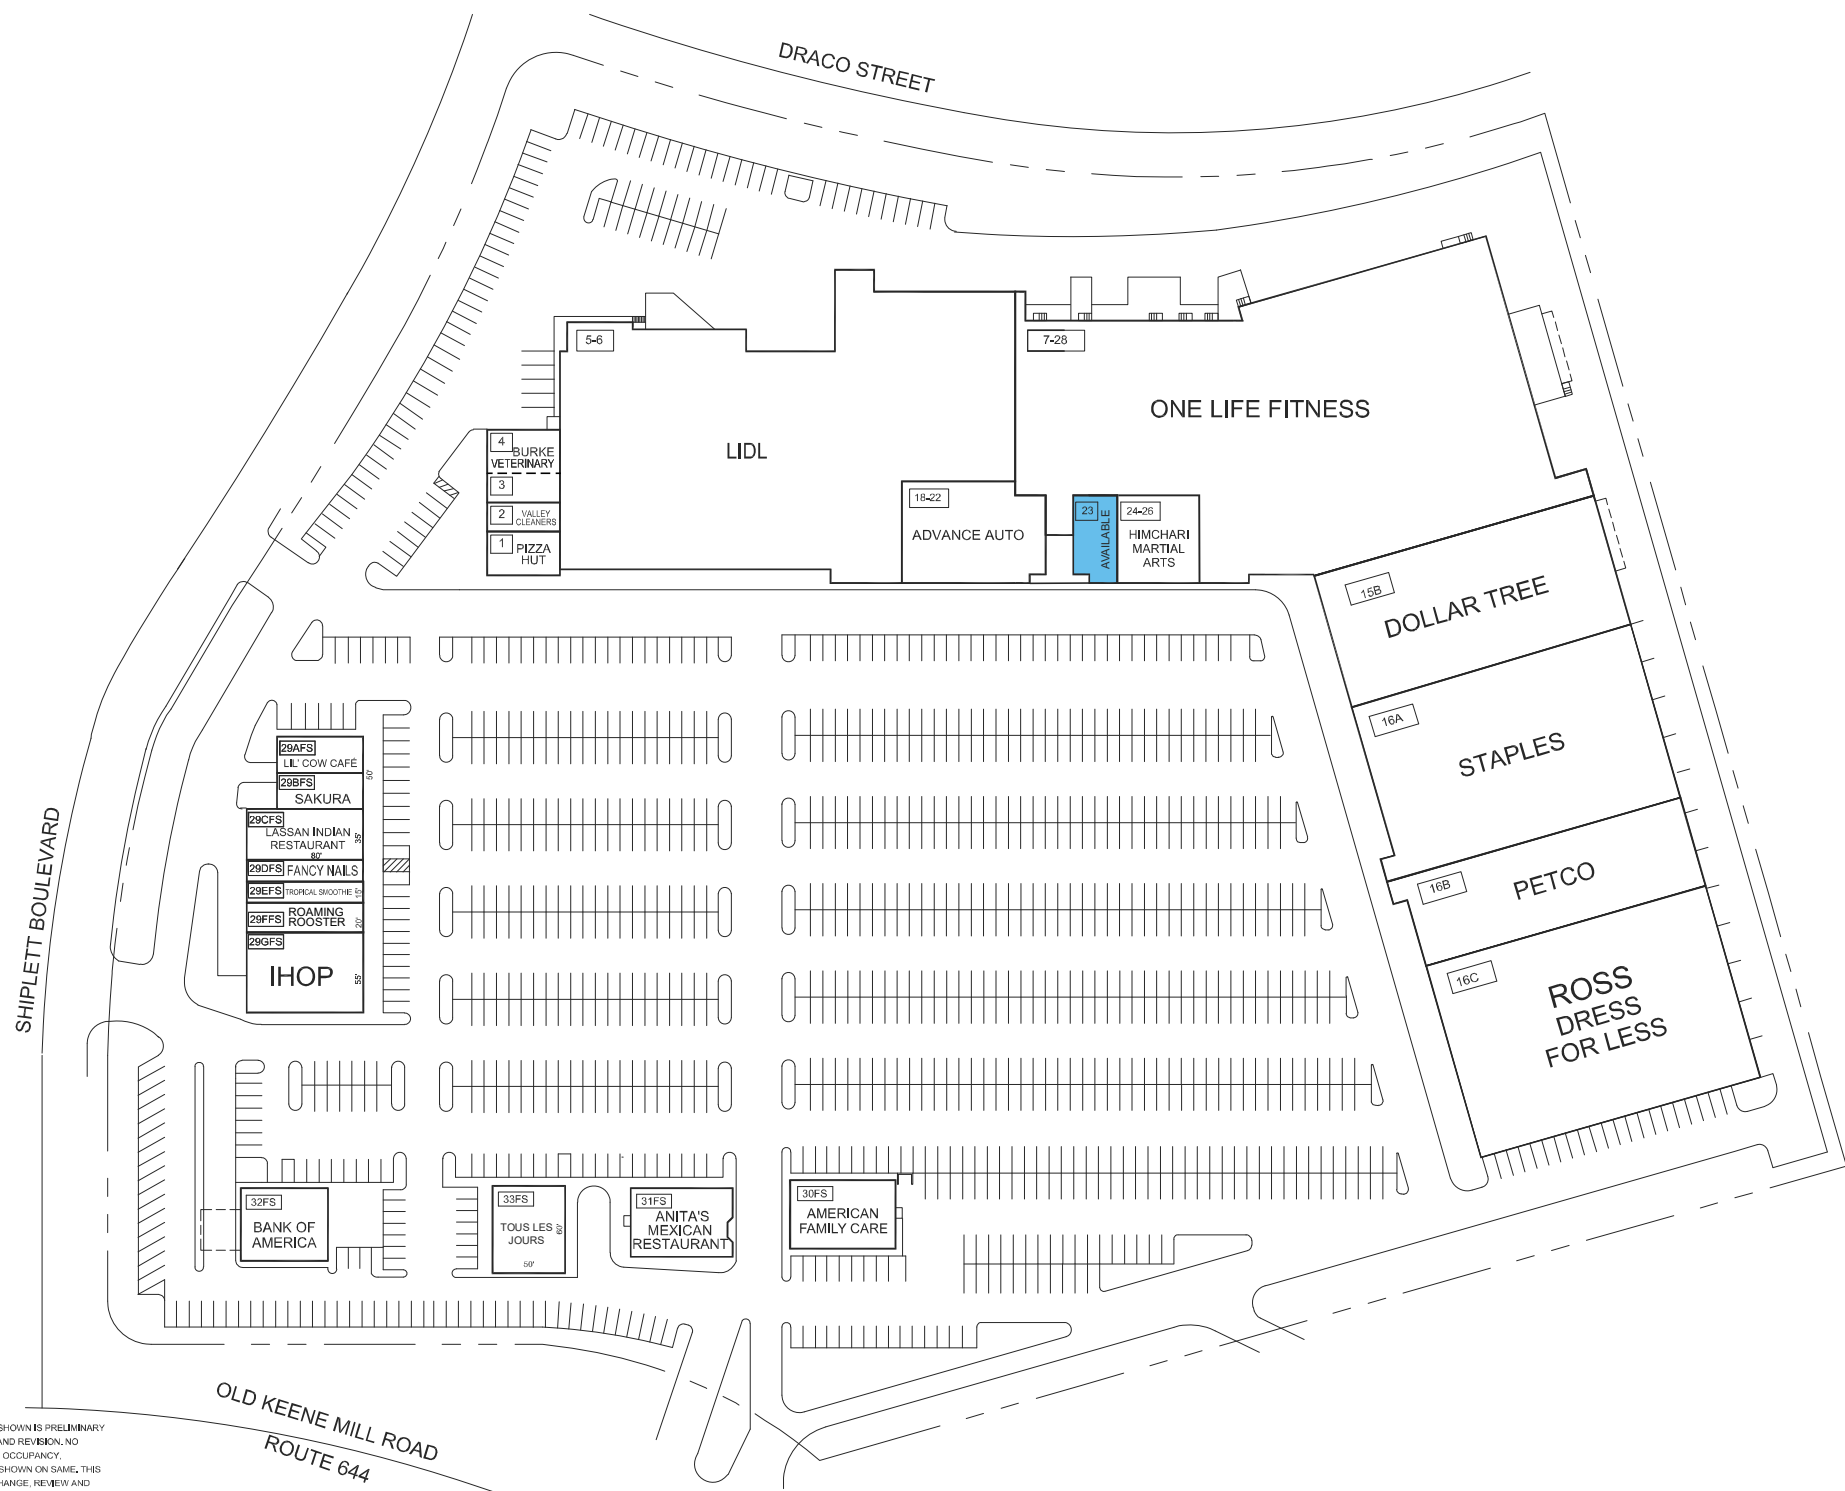 DRACO STREET
5-6
7-28
ONE LIFE FITNESS
LIDL
4
BURKE
VETERINARY
3
2
VALLEY
CLEANERS
1
PIZZA
HUT
18-22
ADVANCE AUTO
23
AVAILABLE
24-26
HIMCHARI
MARTIAL
ARTS
15B
DOLLAR TREE
16A
STAPLES
16B
PETCO
16C
ROSS
DRESS
FOR LESS
SHIPLETT BOULEVARD
29AFS
LIL' COW CAFÉ
50'
29BFS
SAKURA
29CFS
LASSAN INDIAN
RESTAURANT
35'
80'
29DFS
FANCY NAILS
29EFS
TROPICAL SMOOTHIE
15'
29FFS
ROAMING
ROOSTER
20'
29GFS
IHOP
55'
32FS
BANK OF
AMERICA
33FS
TOUS LES
JOURS
60'
50'
31FS
ANITA'S
MEXICAN
RESTAURANT
30FS
AMERICAN
FAMILY CARE
OLD KEENE MILL ROAD
ROUTE 644
SHOWN IS PRELIMINARY
AND REVISION. NO
OCCUPANCY,
SHOWN ON SAME. THIS
HANGE, REVIEW AND